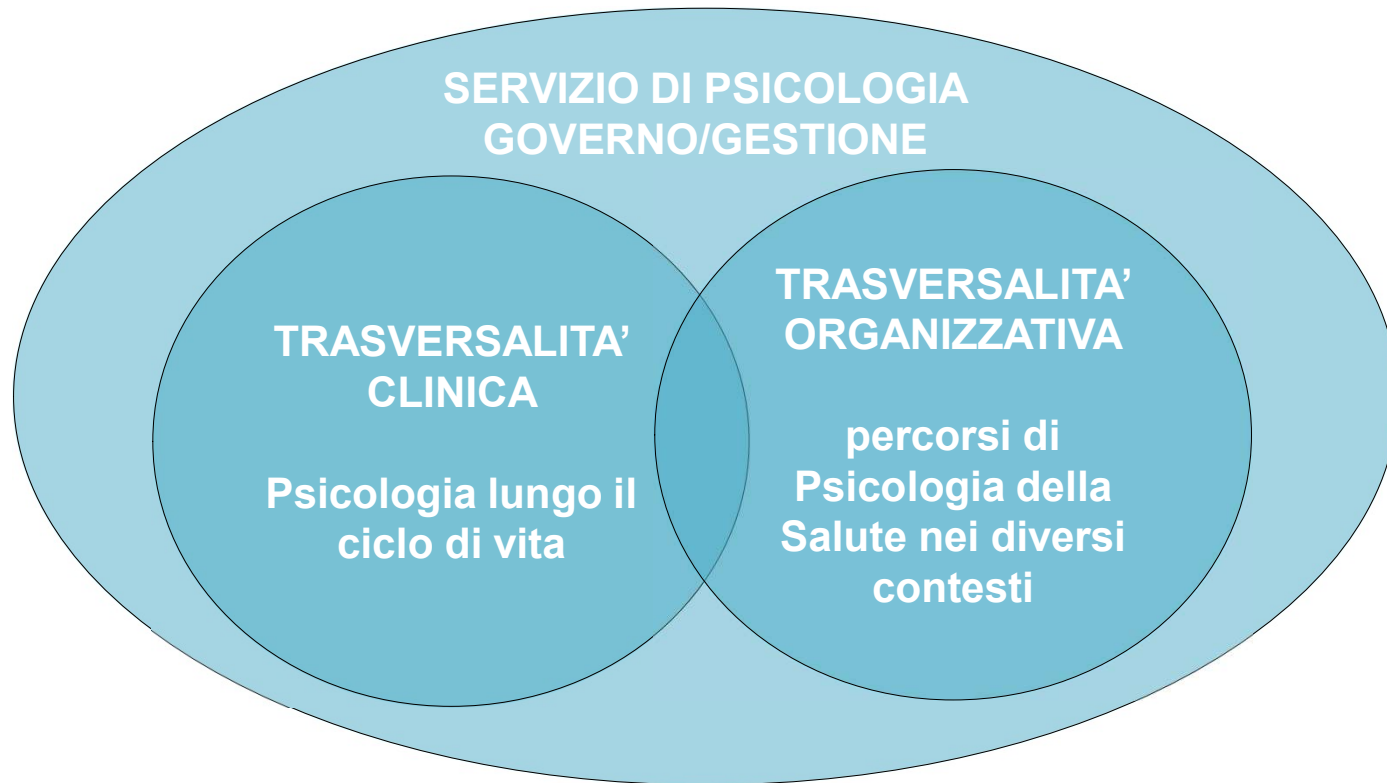 SERVIZIO DI PSICOLOGIA
GOVERNO/GESTIONE
TRASVERSALITA’
CLINICA
Psicologia lungo il
ciclo di vita
TRASVERSALITA’
ORGANIZZATIVA
percorsi di
Psicologia della
Salute nei diversi
contesti